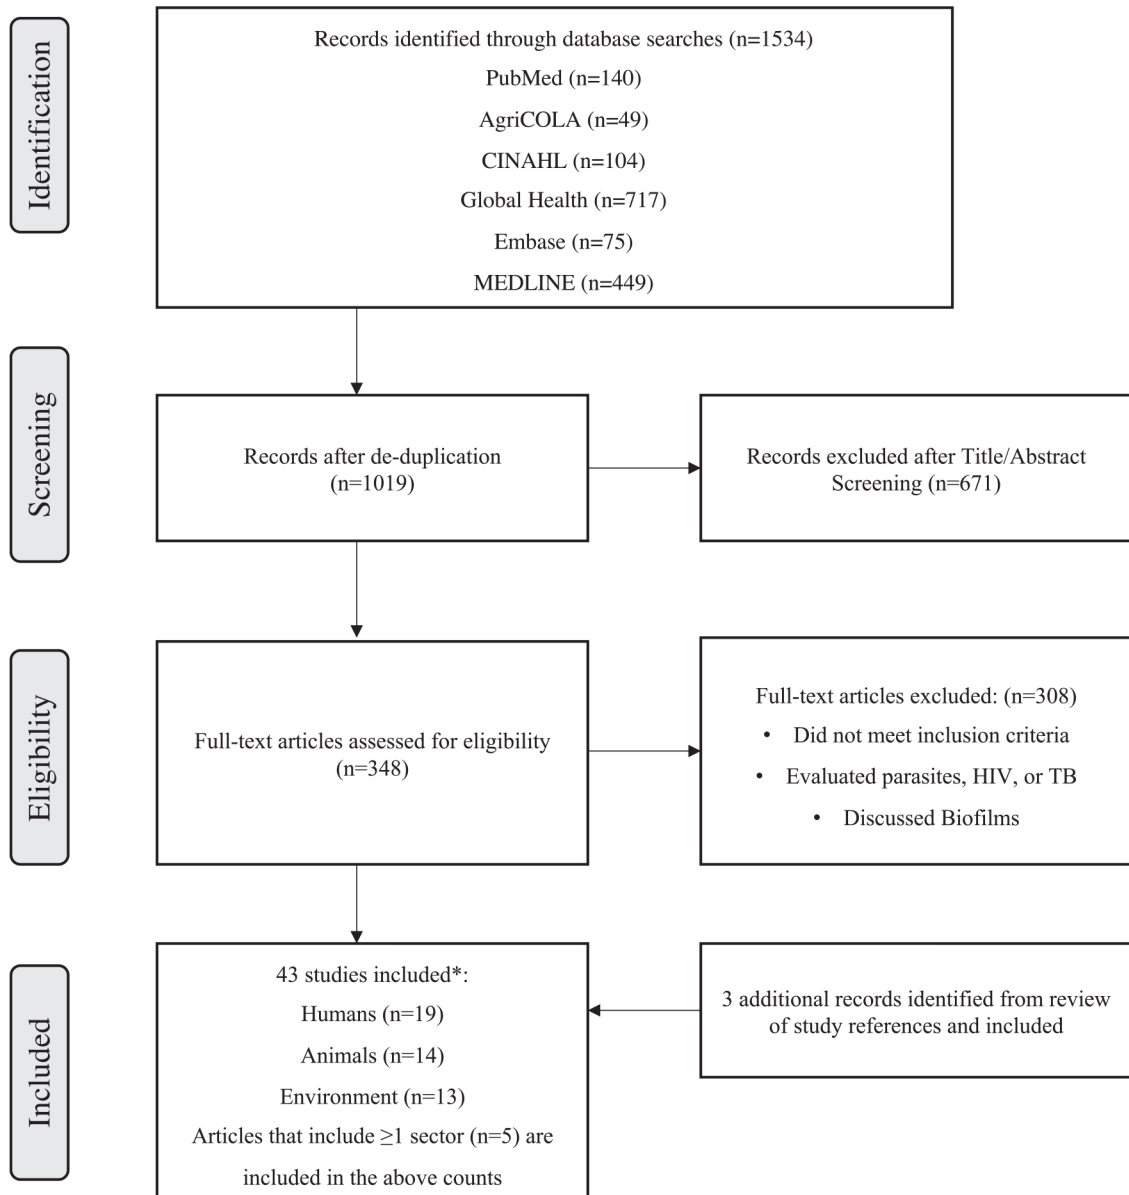 Identification
Records identified through database searches (n=1534)
PubMed (n=140)
AgriCOLA (n=49)
CINAHL (n=104)
Global Health (n=717)
Embase (n=75)
MEDLINE (n=449)
Screening
Records after de-duplication
(n=1019)
Records excluded after Title/Abstract
Screening (n=671)
Eligibility
Full-text articles assessed for eligibility
(n=348)
Full-text articles excluded: (n=308)
• Did not meet inclusion criteria
• Evaluated parasites, HIV, or TB
• Discussed Biofilms
Included
43 studies included*:
Humans (n=19)
Animals (n=14)
Environment (n=13)
Articles that include ≥1 sector (n=5) are
included in the above counts
3 additional records identified from review
of study references and included